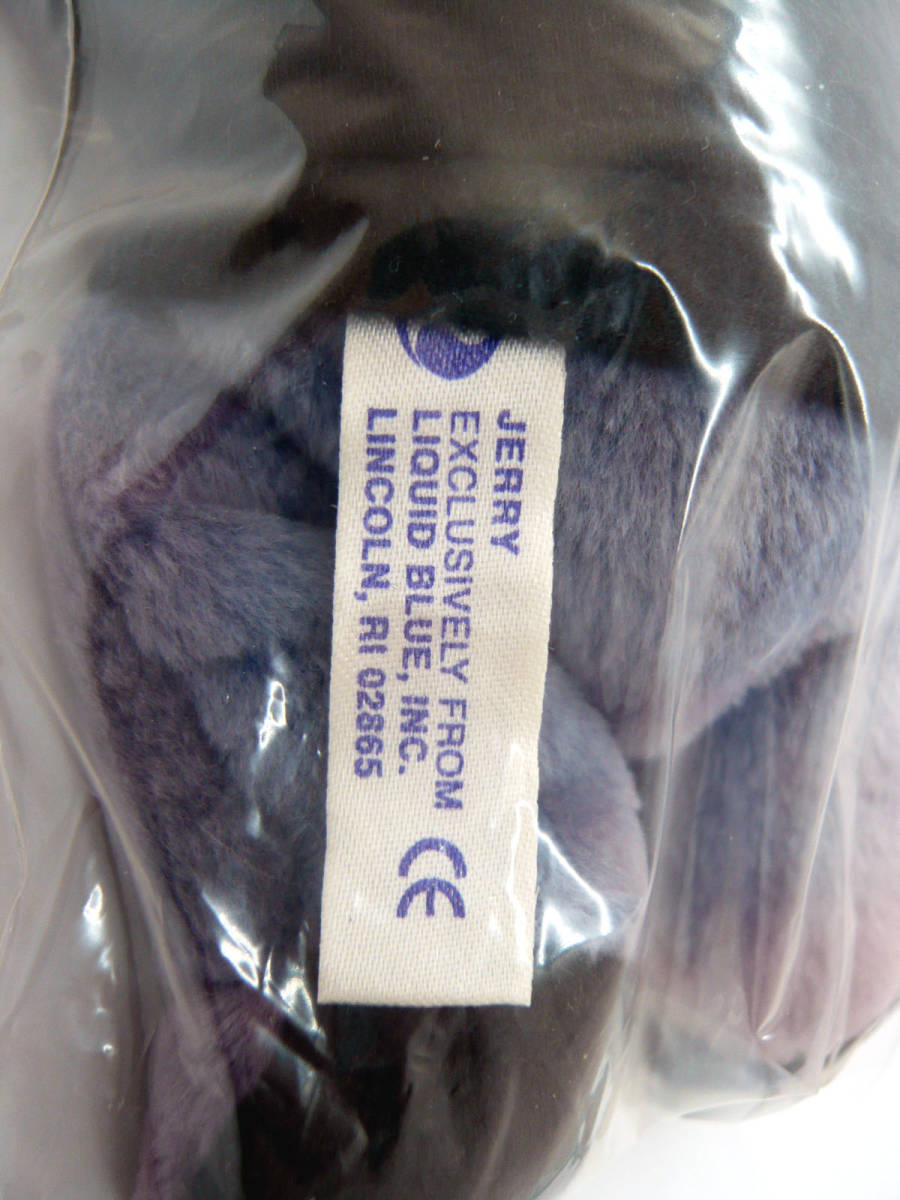 JERRY
EXCLUSIVELY FROM
LIQUID BLUE, INC.
LINCOLN, RI 02865
CE